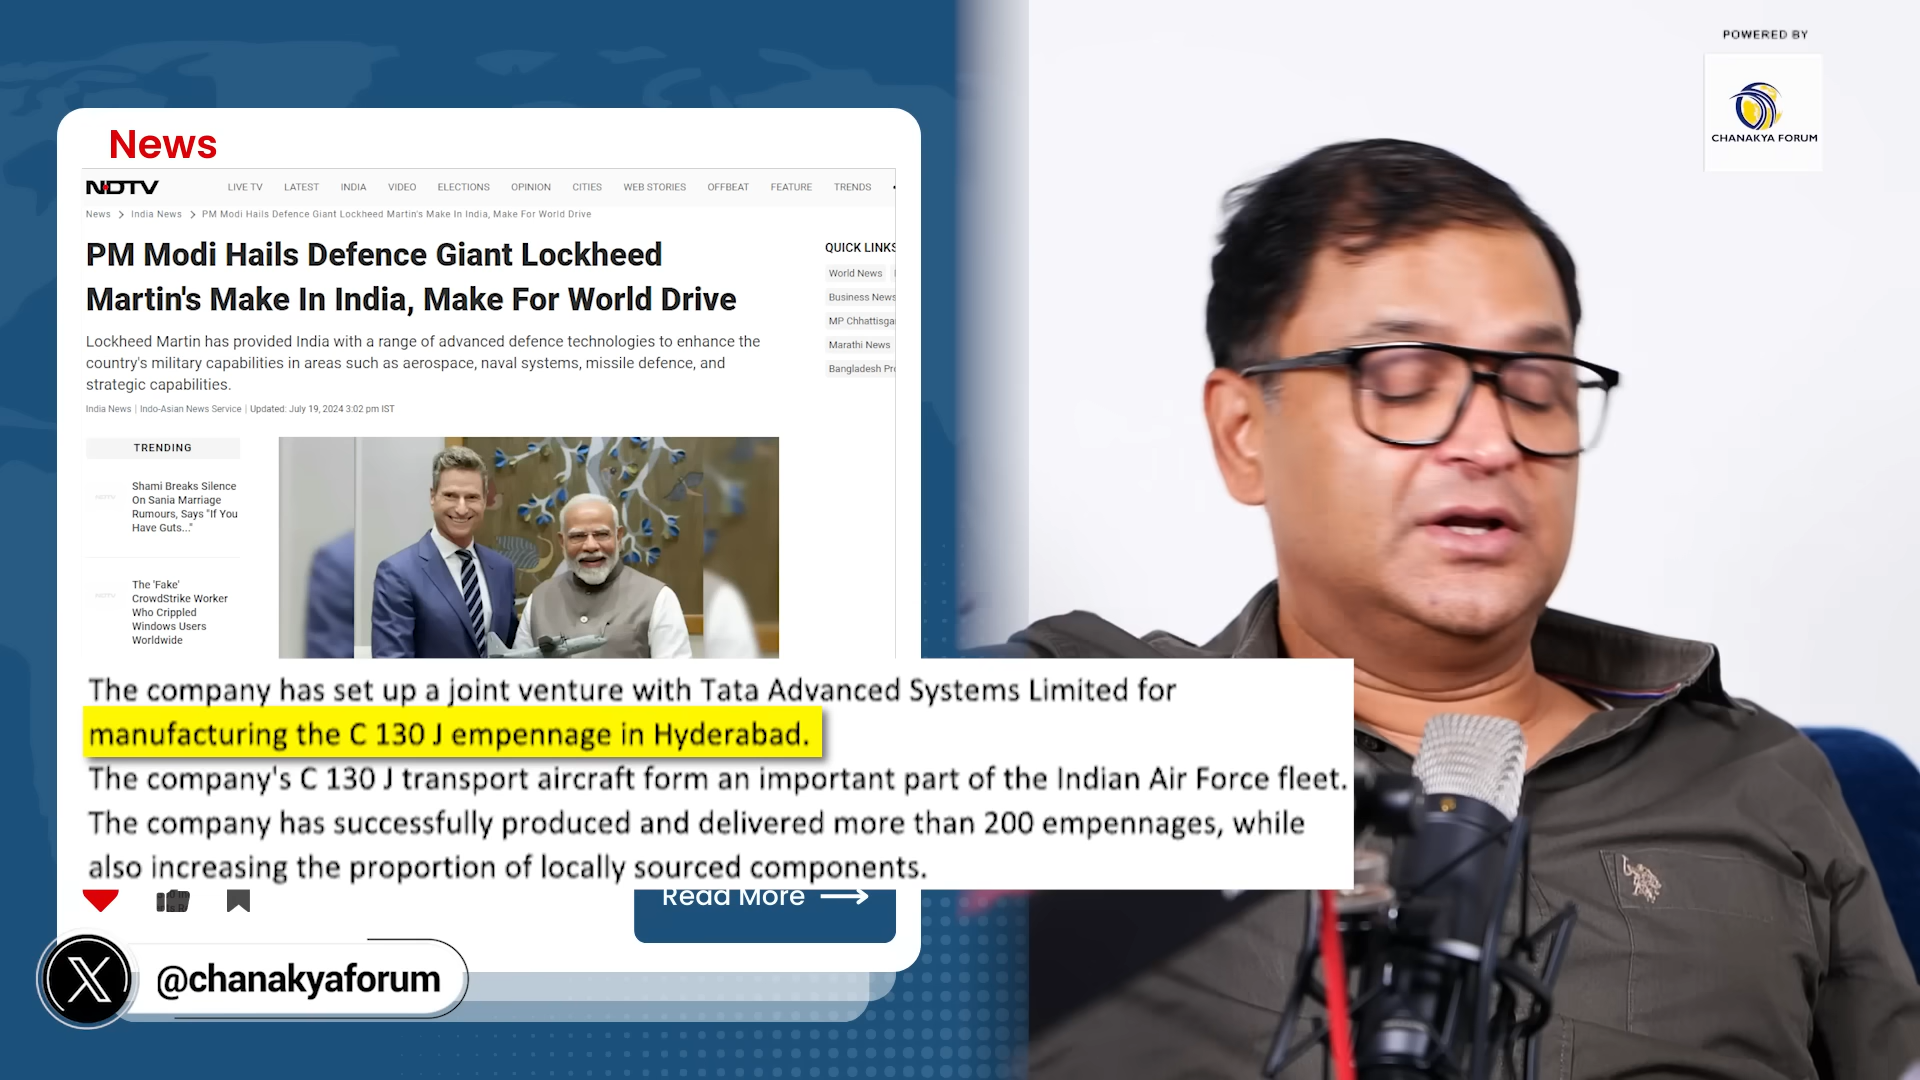 POWERED BY
CHANAKYA FORUM
News
NDTV
LIVE TV LATEST INDIA VIDEO ELECTIONS OPINION CITIES WEB STORIES OFFBEAT FEATURE TRENDS
News > India News > PM Modi Hails Defence Giant Lockheed Martin's Make In India, Make For World Drive
PM Modi Hails Defence Giant Lockheed
Martin's Make In India, Make For World Drive
Lockheed Martin has provided India with a range of advanced defence technologies to enhance the
country's military capabilities in areas such as aerospace, naval systems, missile defence, and
strategic capabilities.
India News | Indo-Asian News Service | Updated: July 19, 2024 3:02 pm IST
QUICK LINKS
World News
Business News
MP Chhattisga
Marathi News
Bangladesh Pro
TRENDING
Shami Breaks Silence
On Sania Marriage
Rumours, Says "If You
Have Guts..."
The 'Fake'
CrowdStrike Worker
Who Crippled
Windows Users
Worldwide
The company has set up a joint venture with Tata Advanced Systems Limited for
manufacturing the C 130 J empennage in Hyderabad.
The company's C 130 J transport aircraft form an important part of the Indian Air Force fleet.
The company has successfully produced and delivered more than 200 empennages, while
also increasing the proportion of locally sourced components.
Read More
@chanakyaforum